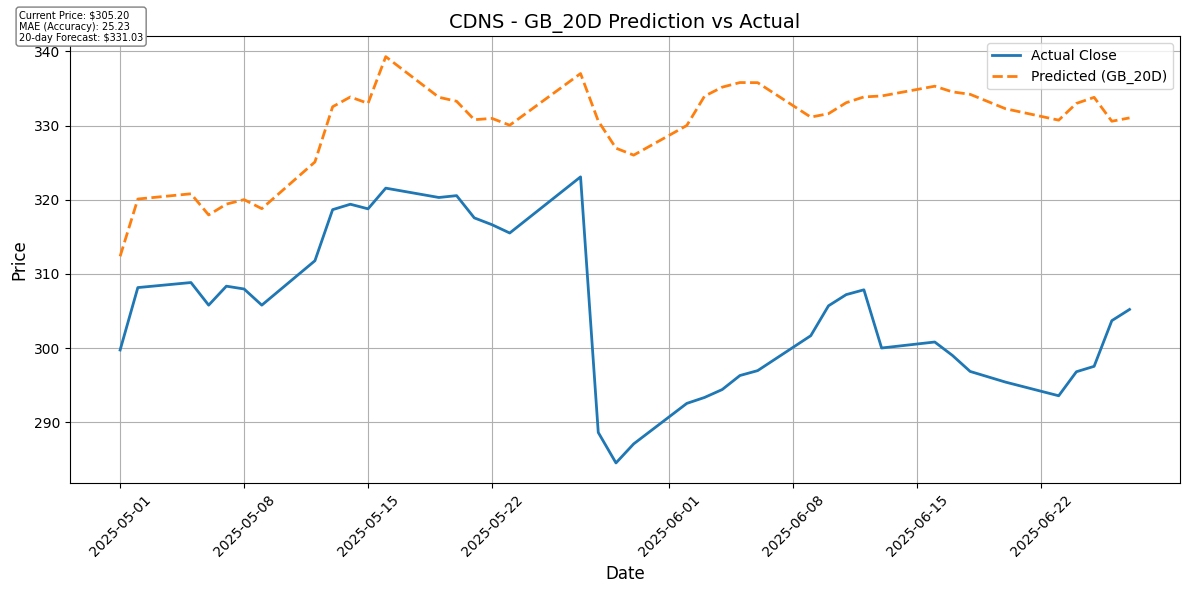 CDNS - GB_20D Prediction vs Actual
Current Price: $305.20
MAE (Accuracy): 25.23
20-day Forecast: $331.03
Actual Close
Predicted (GB_20D)
Price
340
330
320
310
300
290
2025-05-01
2025-05-08
2025-05-15
2025-05-22
2025-06-01
2025-06-08
2025-06-15
2025-06-22
Date